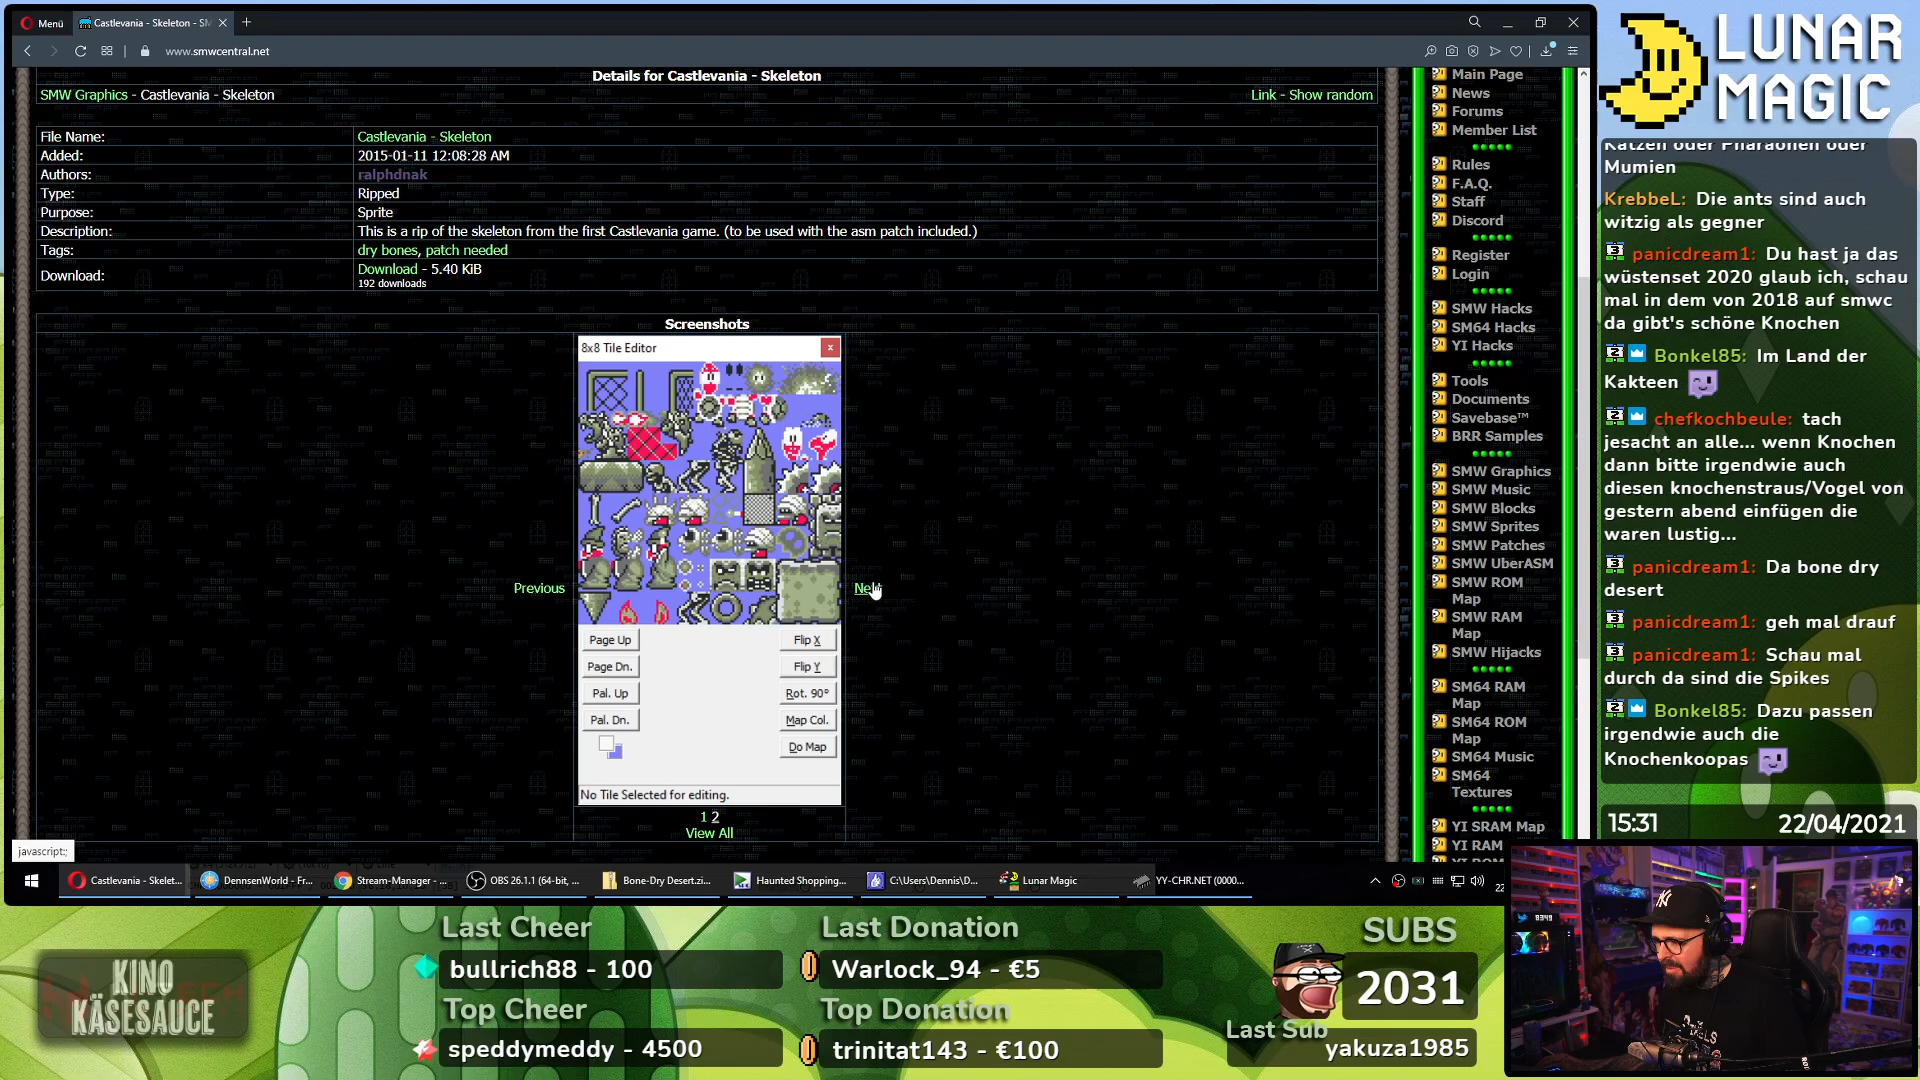 Menü
Castlevania - Skeleton - SM
www.smwcentral.net
Details for Castlevania - Skeleton
SMW Graphics - Castlevania - Skeleton
Link - Show random
File Name: Castlevania - Skeleton
Added: 2015-01-11 12:08:28 AM
Authors: ralphdnak
Type: Ripped
Purpose: Sprite
Description: This is a rip of the skeleton from the first Castlevania game. (to be used with the asm patch included.)
Tags: dry bones, patch needed
Download: Download - 5.40 KiB
192 downloads
Screenshots
8x8 Tile Editor
Previous
Page Up
Flip X
Page Dn.
Flip Y
Pal. Up
Rot. 90°
Pal. Dn.
Map Col.
Do Map
No Tile Selected for editing.
1 2
View All
javascript:;
Main Page
News
Forums
Member List
Rules
F.A.Q.
Staff
Discord
Register
Login
SMW Hacks
SM64 Hacks
YI Hacks
Tools
Documents
Savebase™
BRR Samples
SMW Graphics
SMW Music
SMW Blocks
SMW Sprites
SMW Patches
SMW UberASM
SMW ROM
Map
SMW RAM
Map
SMW Hijacks
SM64 RAM
Map
SM64 ROM
Map
SM64 Music
SM64
Textures
YI SRAM Map
YI RAM
LUNAR
MAGIC
Katzen oder Pharaonen oder
Mumien
KrebbeL: Die ants sind auch
witzig als gegner
panicdream1: Du hast ja das
wüstenset 2020 glaub ich, schau
mal in dem von 2018 auf smwc
da gibt's schöne Knochen
Bonkel85: Im Land der
Kakteen
chefkochbeule: tach
jesacht an alle... wenn Knochen
dann bitte irgendwie auch
diesen knochenstraus/Vogel von
gestern abend einfügen die
waren lustig...
panicdream1: Da bone dry
desert
panicdream1: geh mal drauf
panicdream1: Schau mal
durch da sind die Spikes
Bonkel85: Dazu passen
irgendwie auch die
Knochenkoopas
15:31 22/04/2021
Castlevania - Skelet...
DennsenWorld - Fr...
Stream-Manager - ...
OBS 26.1.1 (64-bit, ...
Bone-Dry Desert.zi...
Haunted Shopping...
C:\Users\Dennis\D...
Lunar Magic
YY-CHR.NET (0000...
8349
KINO
KÄSESAUCE
Last Cheer
bullrich88 - 100
Top Cheer
speddymeddy - 4500
Last Donation
Warlock_94 - €5
Top Donation
trinitat143 - €100
SUBS
2031
Last Sub
yakuza1985